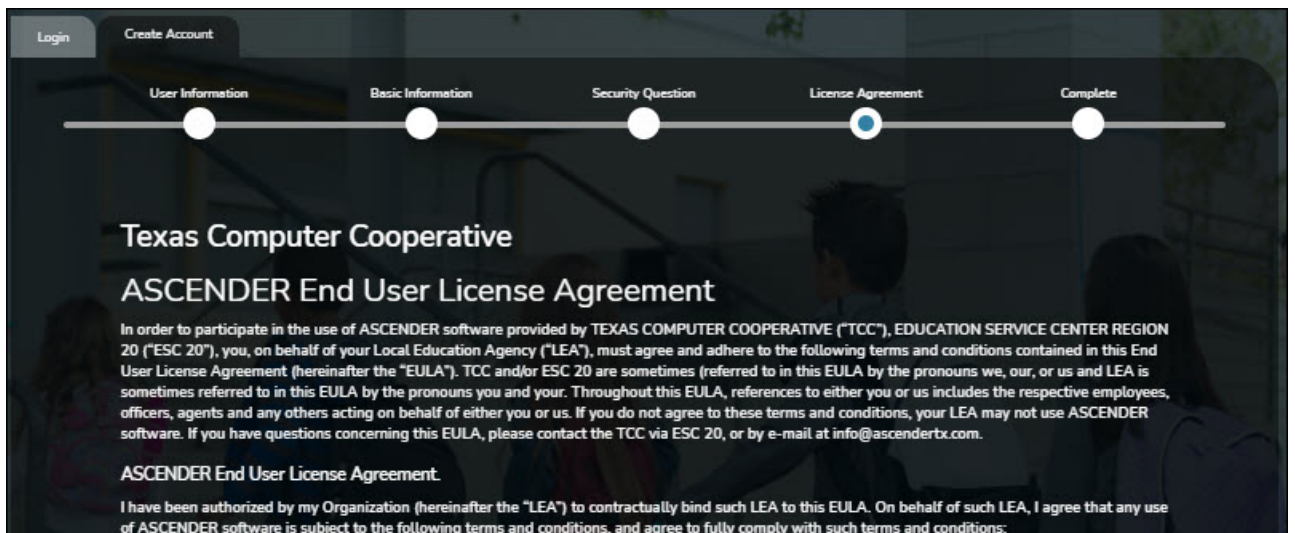 Login
Create Account
User Information
Basic Information
Security Question
License Agreement
Complete
Texas Computer Cooperative
ASCENDER End User License Agreement
In order to participate in the use of ASCENDER software provided by TEXAS COMPUTER COOPERATIVE (“TCC”), EDUCATION SERVICE CENTER REGION
20 (“ESC 20”), you, on behalf of your Local Education Agency (“LEA”), must agree and adhere to the following terms and conditions contained in this End
User License Agreement (hereinafter the “EULA”). TCC and/or ESC 20 are sometimes (referred to in this EULA by the pronouns we, our, or us and LEA is
sometimes referred to in this EULA by the pronouns you and your. Throughout this EULA, references to either you or us includes the respective employees,
officers, agents and any others acting on behalf of either you or us. If you do not agree to these terms and conditions, your LEA may not use ASCENDER
software. If you have questions concerning this EULA, please contact the TCC via ESC 20, or by e-mail at info@ascendertx.com.
ASCENDER End User License Agreement.
I have been authorized by my Organization (hereinafter the “LEA”) to contractually bind such LEA to this EULA. On behalf of such LEA, I agree that any use
of ASCENDER software is subject to the following terms and conditions, and agree to fully comply with such terms and conditions: